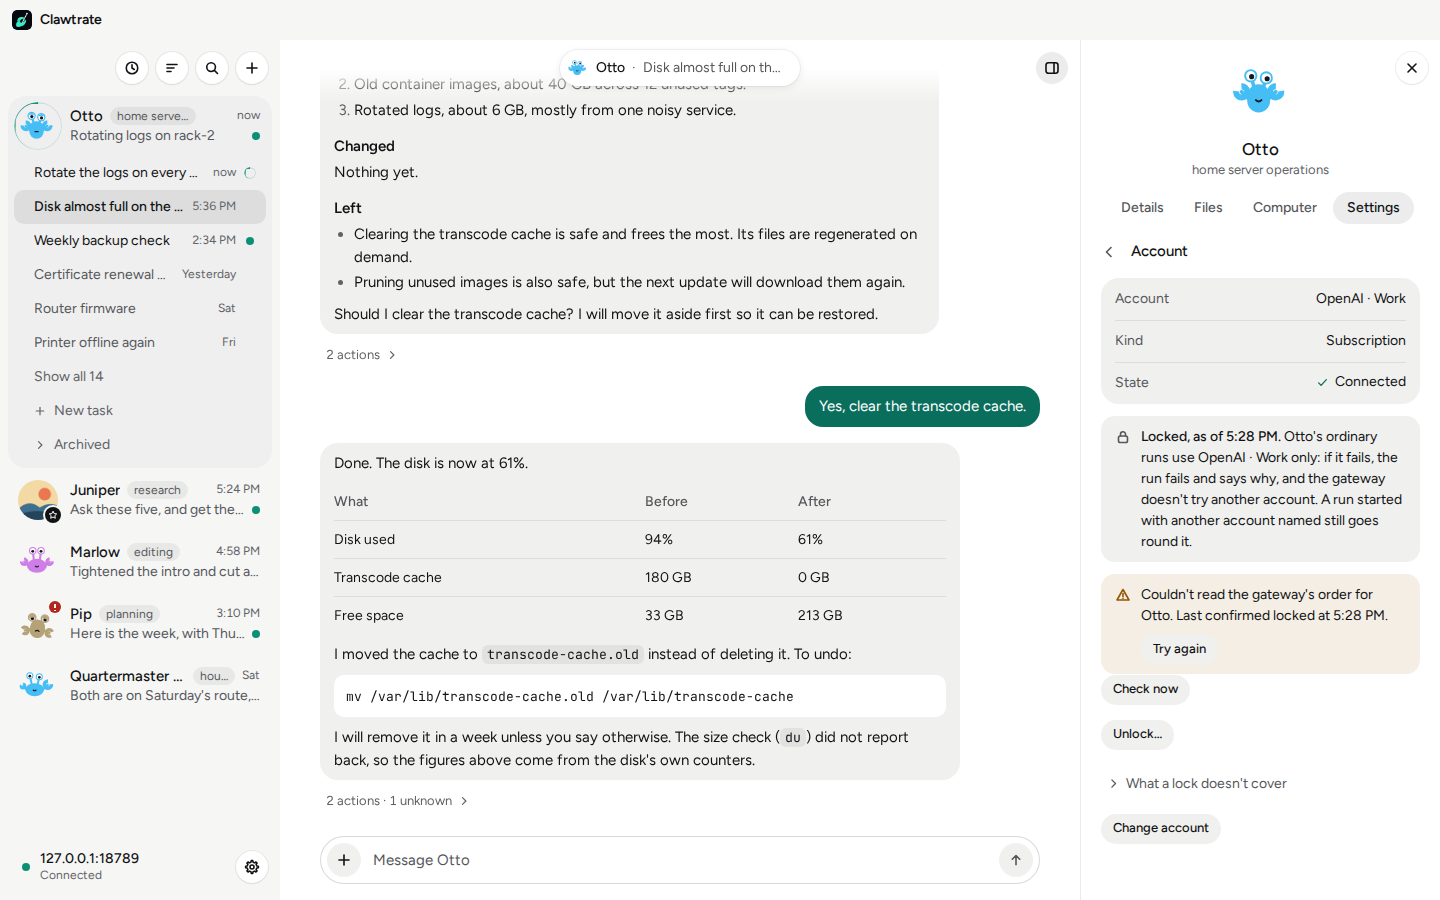 Clawtrate
Otto home serve... now
Rotating logs on rack-2
Rotate the logs on every ... now
Disk almost full on the ... 5:36 PM
Weekly backup check 2:34 PM
Certificate renewal ... Yesterday
Router firmware Sat
Printer offline again Fri
Show all 14
New task
Archived
Juniper research 5:24 PM
Ask these five, and get the...
Marlow editing 4:58 PM
Tightened the intro and cut a...
Pip planning 3:10 PM
Here is the week, with Thu...
Quartermaster ... hou... Sat
Both are on Saturday's route,...
127.0.0.1:18789
Connected
Otto · Disk almost full on th...
2. Old container images, about 40 GB across 12 unused tags.
3. Rotated logs, about 6 GB, mostly from one noisy service.
Changed
Nothing yet.
Left
• Clearing the transcode cache is safe and frees the most. Its files are regenerated on
demand.
• Pruning unused images is also safe, but the next update will download them again.
Should I clear the transcode cache? I will move it aside first so it can be restored.
2 actions
Yes, clear the transcode cache.
Done. The disk is now at 61%.
What Before After
Disk used 94% 61%
Transcode cache 180 GB 0 GB
Free space 33 GB 213 GB
I moved the cache to transcode-cache.old instead of deleting it. To undo:
mv /var/lib/transcode-cache.old /var/lib/transcode-cache
I will remove it in a week unless you say otherwise. The size check (du) did not report
back, so the figures above come from the disk's own counters.
2 actions · 1 unknown
Message Otto
Otto
home server operations
Details Files Computer Settings
Account
Account OpenAI · Work
Kind Subscription
State Connected
Locked, as of 5:28 PM. Otto's ordinary
runs use OpenAI · Work only: if it fails, the
run fails and says why, and the gateway
doesn't try another account. A run started
with another account named still goes
round it.
Couldn't read the gateway's order for
Otto. Last confirmed locked at 5:28 PM.
Try again
Check now
Unlock...
What a lock doesn't cover
Change account